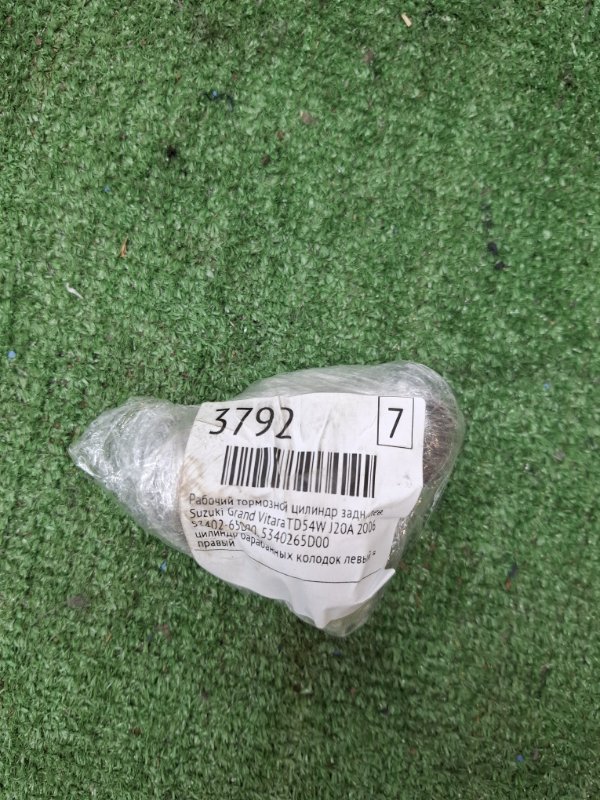 3792 7
Рабочий тормозной цилиндр задн лев
Suzuki Grand Vitara TD54W J20A 2006
53402-65D00, 5340265D00
цилиндр барабанных колодок левый =
правый